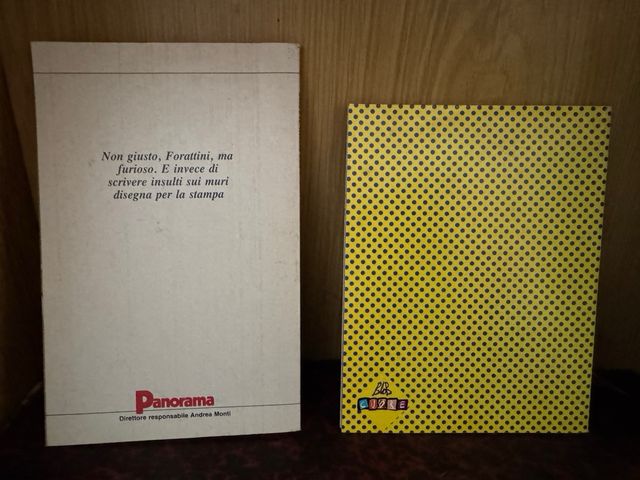 Non giusto, Forattini, ma
furioso. E invece di
scrivere insulti sui muri
disegna per la stampa
Panorama
Direttore responsabile Andrea Monti